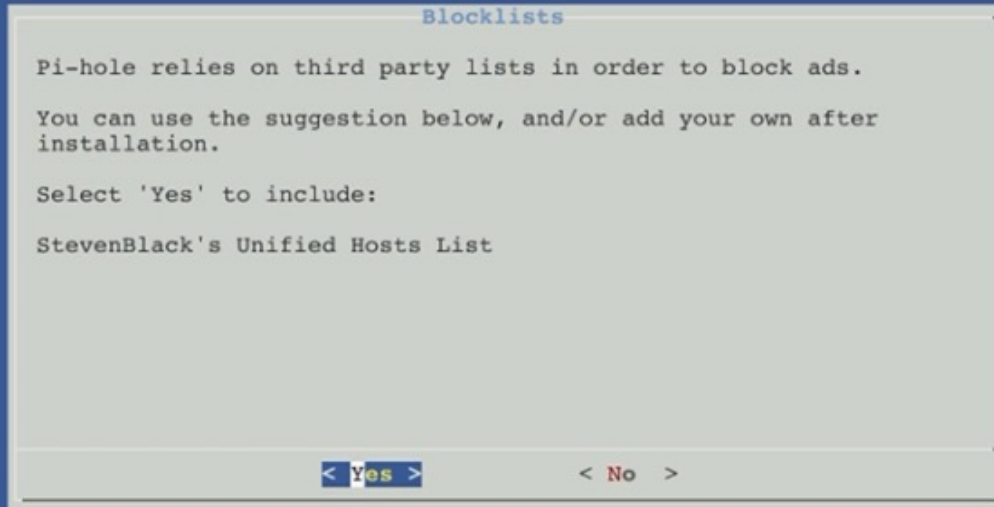 Blocklists
Pi-hole relies on third party lists in order to block ads.
You can use the suggestion below, and/or add your own after
installation.
Select 'Yes' to include:
StevenBlack's Unified Hosts List
< Yes > < No >